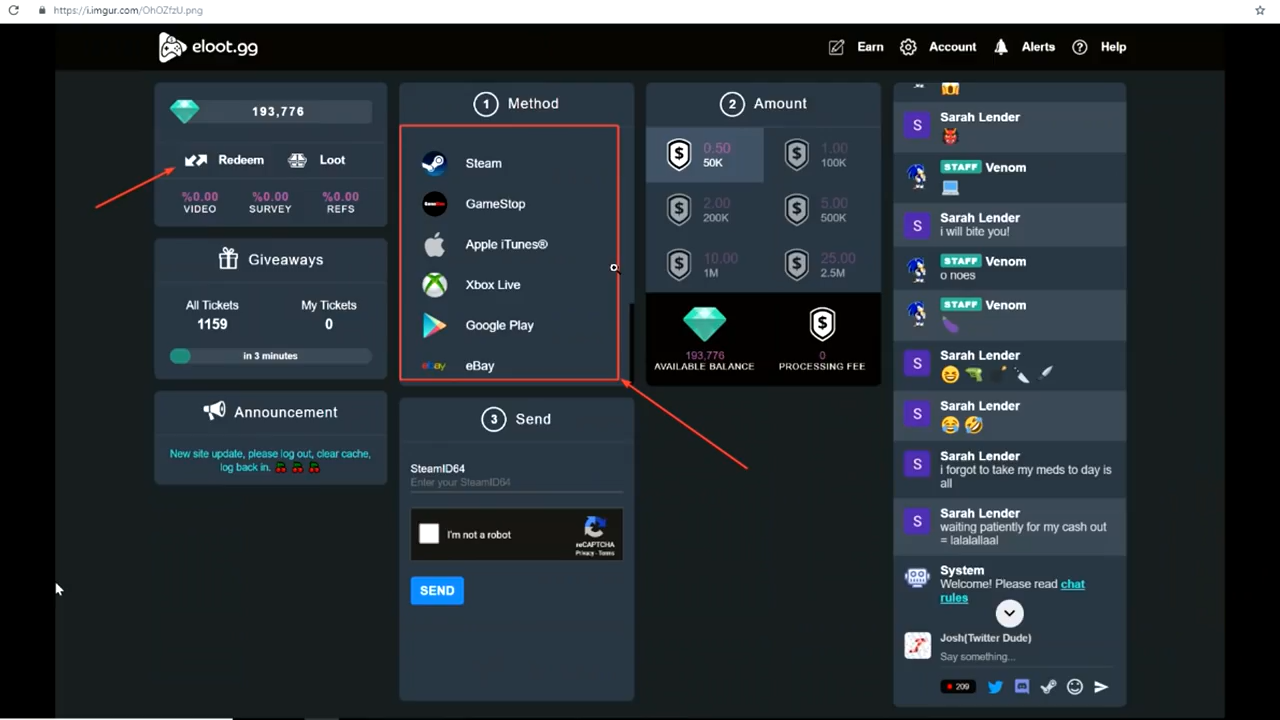 https://i.imgur.com/OhOZfzU.png
eloot.gg
Earn
Account
Alerts
Help
193,776
Redeem
Loot
%0.00
VIDEO
%0.00
SURVEY
%0.00
REFS
Giveaways
All Tickets
1159
My Tickets
0
in 3 minutes
Announcement
New site update, please log out, clear cache,
log back in.
1 Method
Steam
GameStop
Apple iTunes®
Xbox Live
Google Play
ebay eBay
3 Send
SteamID64
Enter your SteamID64
I'm not a robot
reCAPTCHA
Privacy - Terms
SEND
2 Amount
0.50
50K
1.00
100K
2.00
200K
5.00
500K
10.00
1M
25.00
2.5M
193,776
AVAILABLE BALANCE
0
PROCESSING FEE
S Sarah Lender
STAFF Venom
S Sarah Lender
i will bite you!
STAFF Venom
o noes
STAFF Venom
S Sarah Lender
S Sarah Lender
S Sarah Lender
i forgot to take my meds to day is
all
S Sarah Lender
waiting patiently for my cash out
= lalalallaal
System
Welcome! Please read chat
rules
Josh(Twitter Dude)
Say something...
209